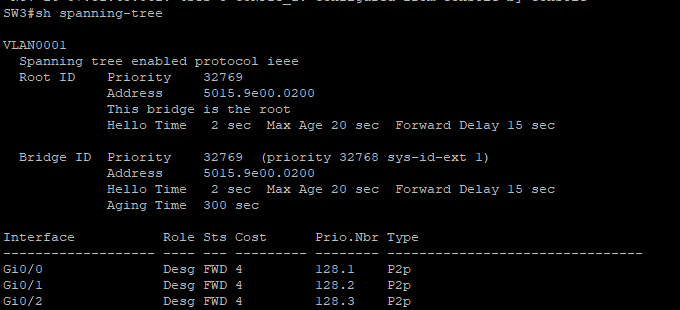 SW3#sh spanning-tree
VLAN0001
Spanning tree enabled protocol ieee
Root ID Priority 32769
Address 5015.9e00.0200
This bridge is the root
Hello Time 2 sec Max Age 20 sec Forward Delay 15 sec
Bridge ID Priority 32769 (priority 32768 sys-id-ext 1)
Address 5015.9e00.0200
Hello Time 2 sec Max Age 20 sec Forward Delay 15 sec
Aging Time 300 sec
Interface Role Sts Cost Prio.Nbr Type
------------------- ---- --- --------- -------- --------------------------------
Gi0/0 Desg FWD 4 128.1 P2p
Gi0/1 Desg FWD 4 128.2 P2p
Gi0/2 Desg FWD 4 128.3 P2p